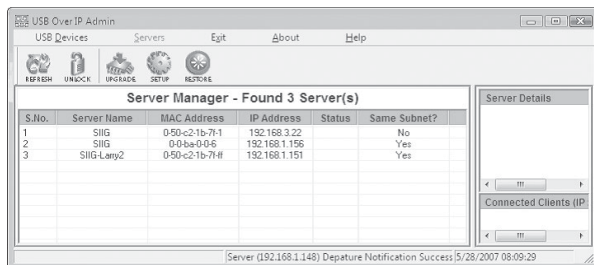 USB Over IP Admin
USB Devices Servers Exit About Help
REFRESH UNLOCK UPGRADE SETUP RESTORE
Server Manager - Found 3 Server(s)
S.No. Server Name MAC Address IP Address Status Same Subnet?
1 SIIG 0-50-c2-1b-7f-1 192.168.3.22 No
2 SIIG 0-0-ba-0-0-6 192.168.1.156 Yes
3 SIIG-Larry2 0-50-c2-1b-7f-ff 192.168.1.151 Yes
Server Details
Connected Clients (IP
Server (192.168.1.148) Depature Notification Success 5/28/2007 08:09:29